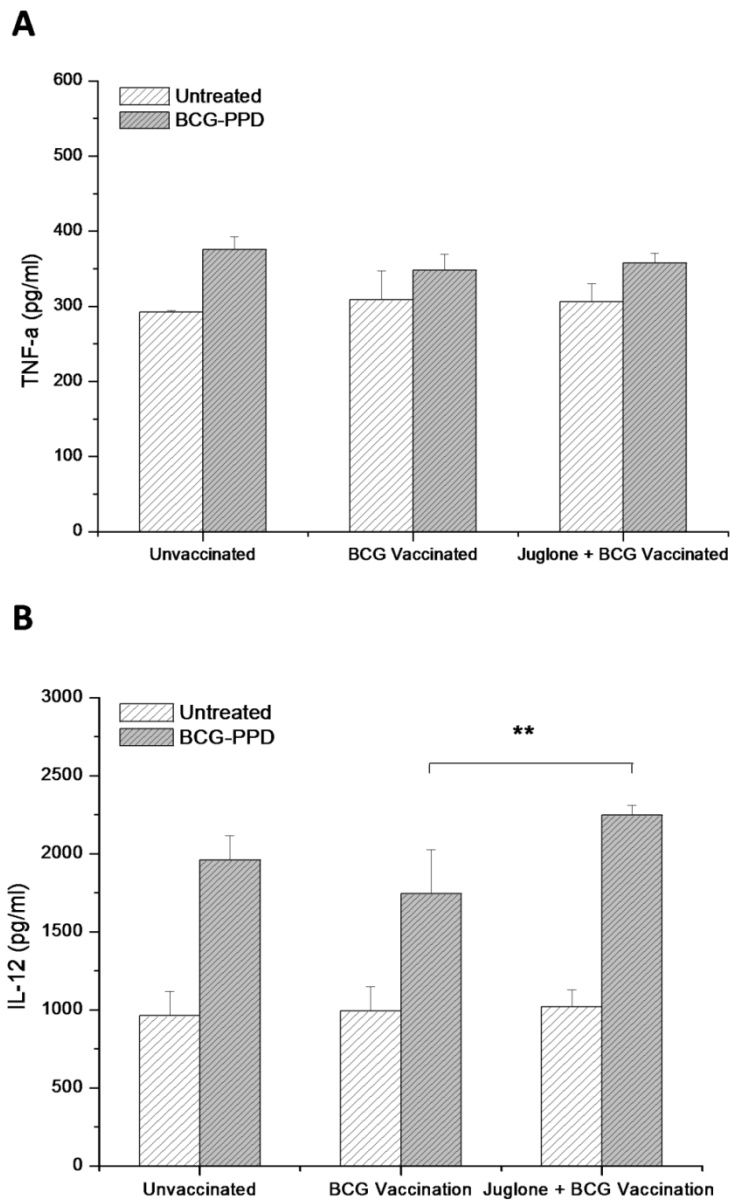 A
600
500
400
300
200
100
0
TNF-a (pg/ml)
Untreated
BCG-PPD
Unvaccinated
BCG Vaccinated
Juglone + BCG Vaccinated
B
3000
2500
2000
1500
1000
500
0
IL-12 (pg/ml)
Untreated
BCG-PPD
**
Unvaccinated
BCG Vaccination
Juglone + BCG Vaccination